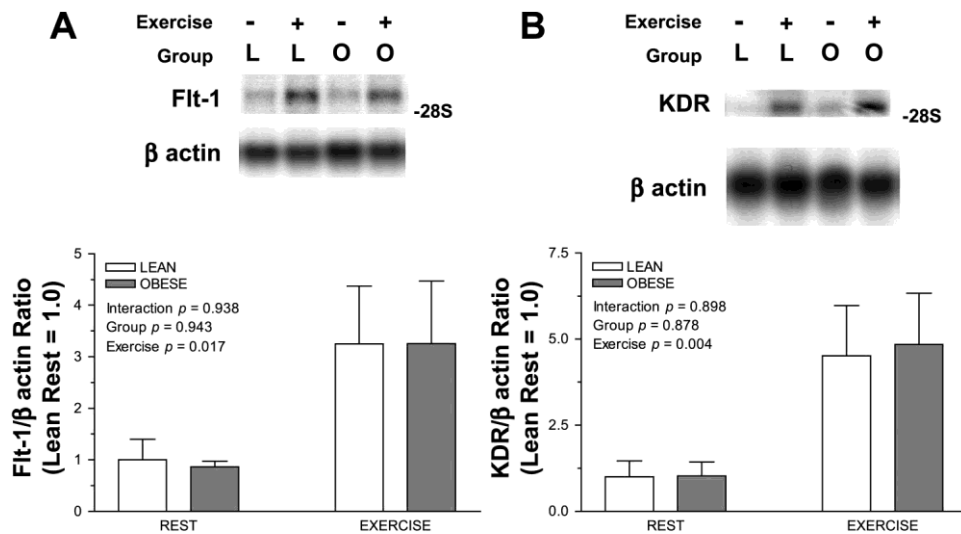 A
Exercise - + - +
Group L L O O
Flt-1
-28S
β actin
5
4
3
2
1
0
Flt-1/β actin Ratio
(Lean Rest = 1.0)
LEAN
OBESE
Interaction p = 0.938
Group p = 0.943
Exercise p = 0.017
REST EXERCISE
B
Exercise - + - +
Group L L O O
KDR
-28S
β actin
7.5
5.0
2.5
0.0
KDR/β actin Ratio
(Lean Rest = 1.0)
LEAN
OBESE
Interaction p = 0.898
Group p = 0.878
Exercise p = 0.004
REST EXERCISE